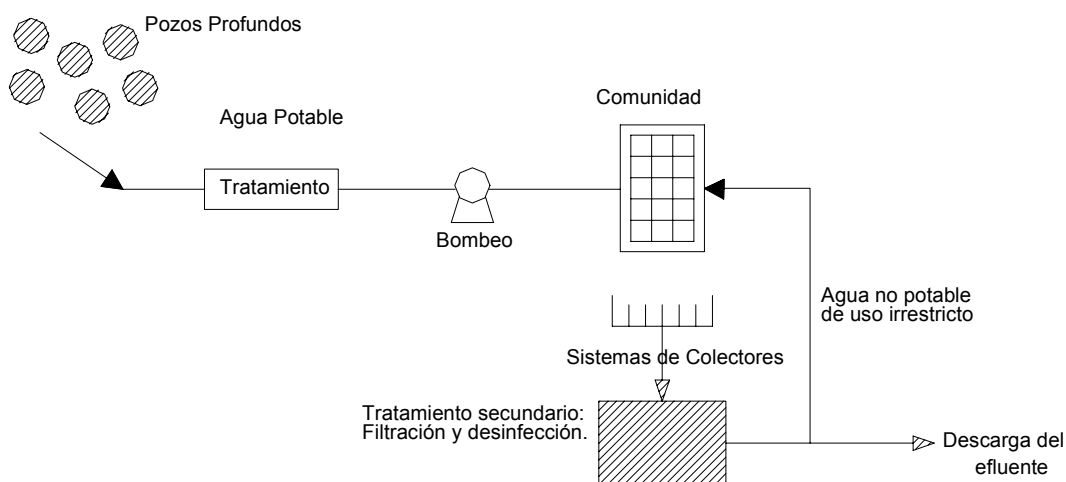 Pozos Profundos
Agua Potable
Comunidad
Tratamiento
Bombeo
Agua no potable
de uso irrestricto
Sistemas de Colectores
Tratamiento secundario:
Filtración y desinfección.
Descarga del
efluente